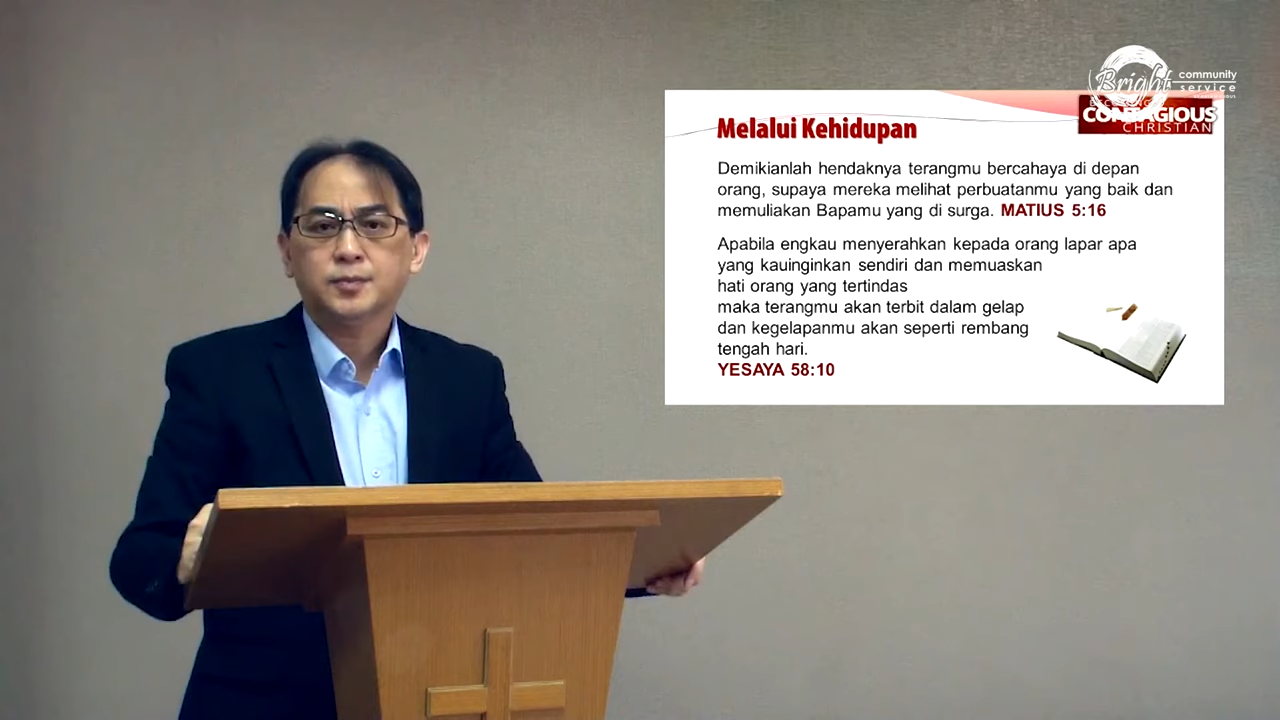 Bright community
service
CONTAGIOUS
CHRISTIAN
Melalui Kehidupan
Demikianlah hendaknya terangmu bercahaya di depan
orang, supaya mereka melihat perbuatanmu yang baik dan
memuliakan Bapamu yang di surga. MATIUS 5:16
Apabila engkau menyerahkan kepada orang lapar apa
yang kauinginkan sendiri dan memuaskan
hati orang yang tertindas
maka terangmu akan terbit dalam gelap
dan kegelapanmu akan seperti rembang
tengah hari.
YESAYA 58:10